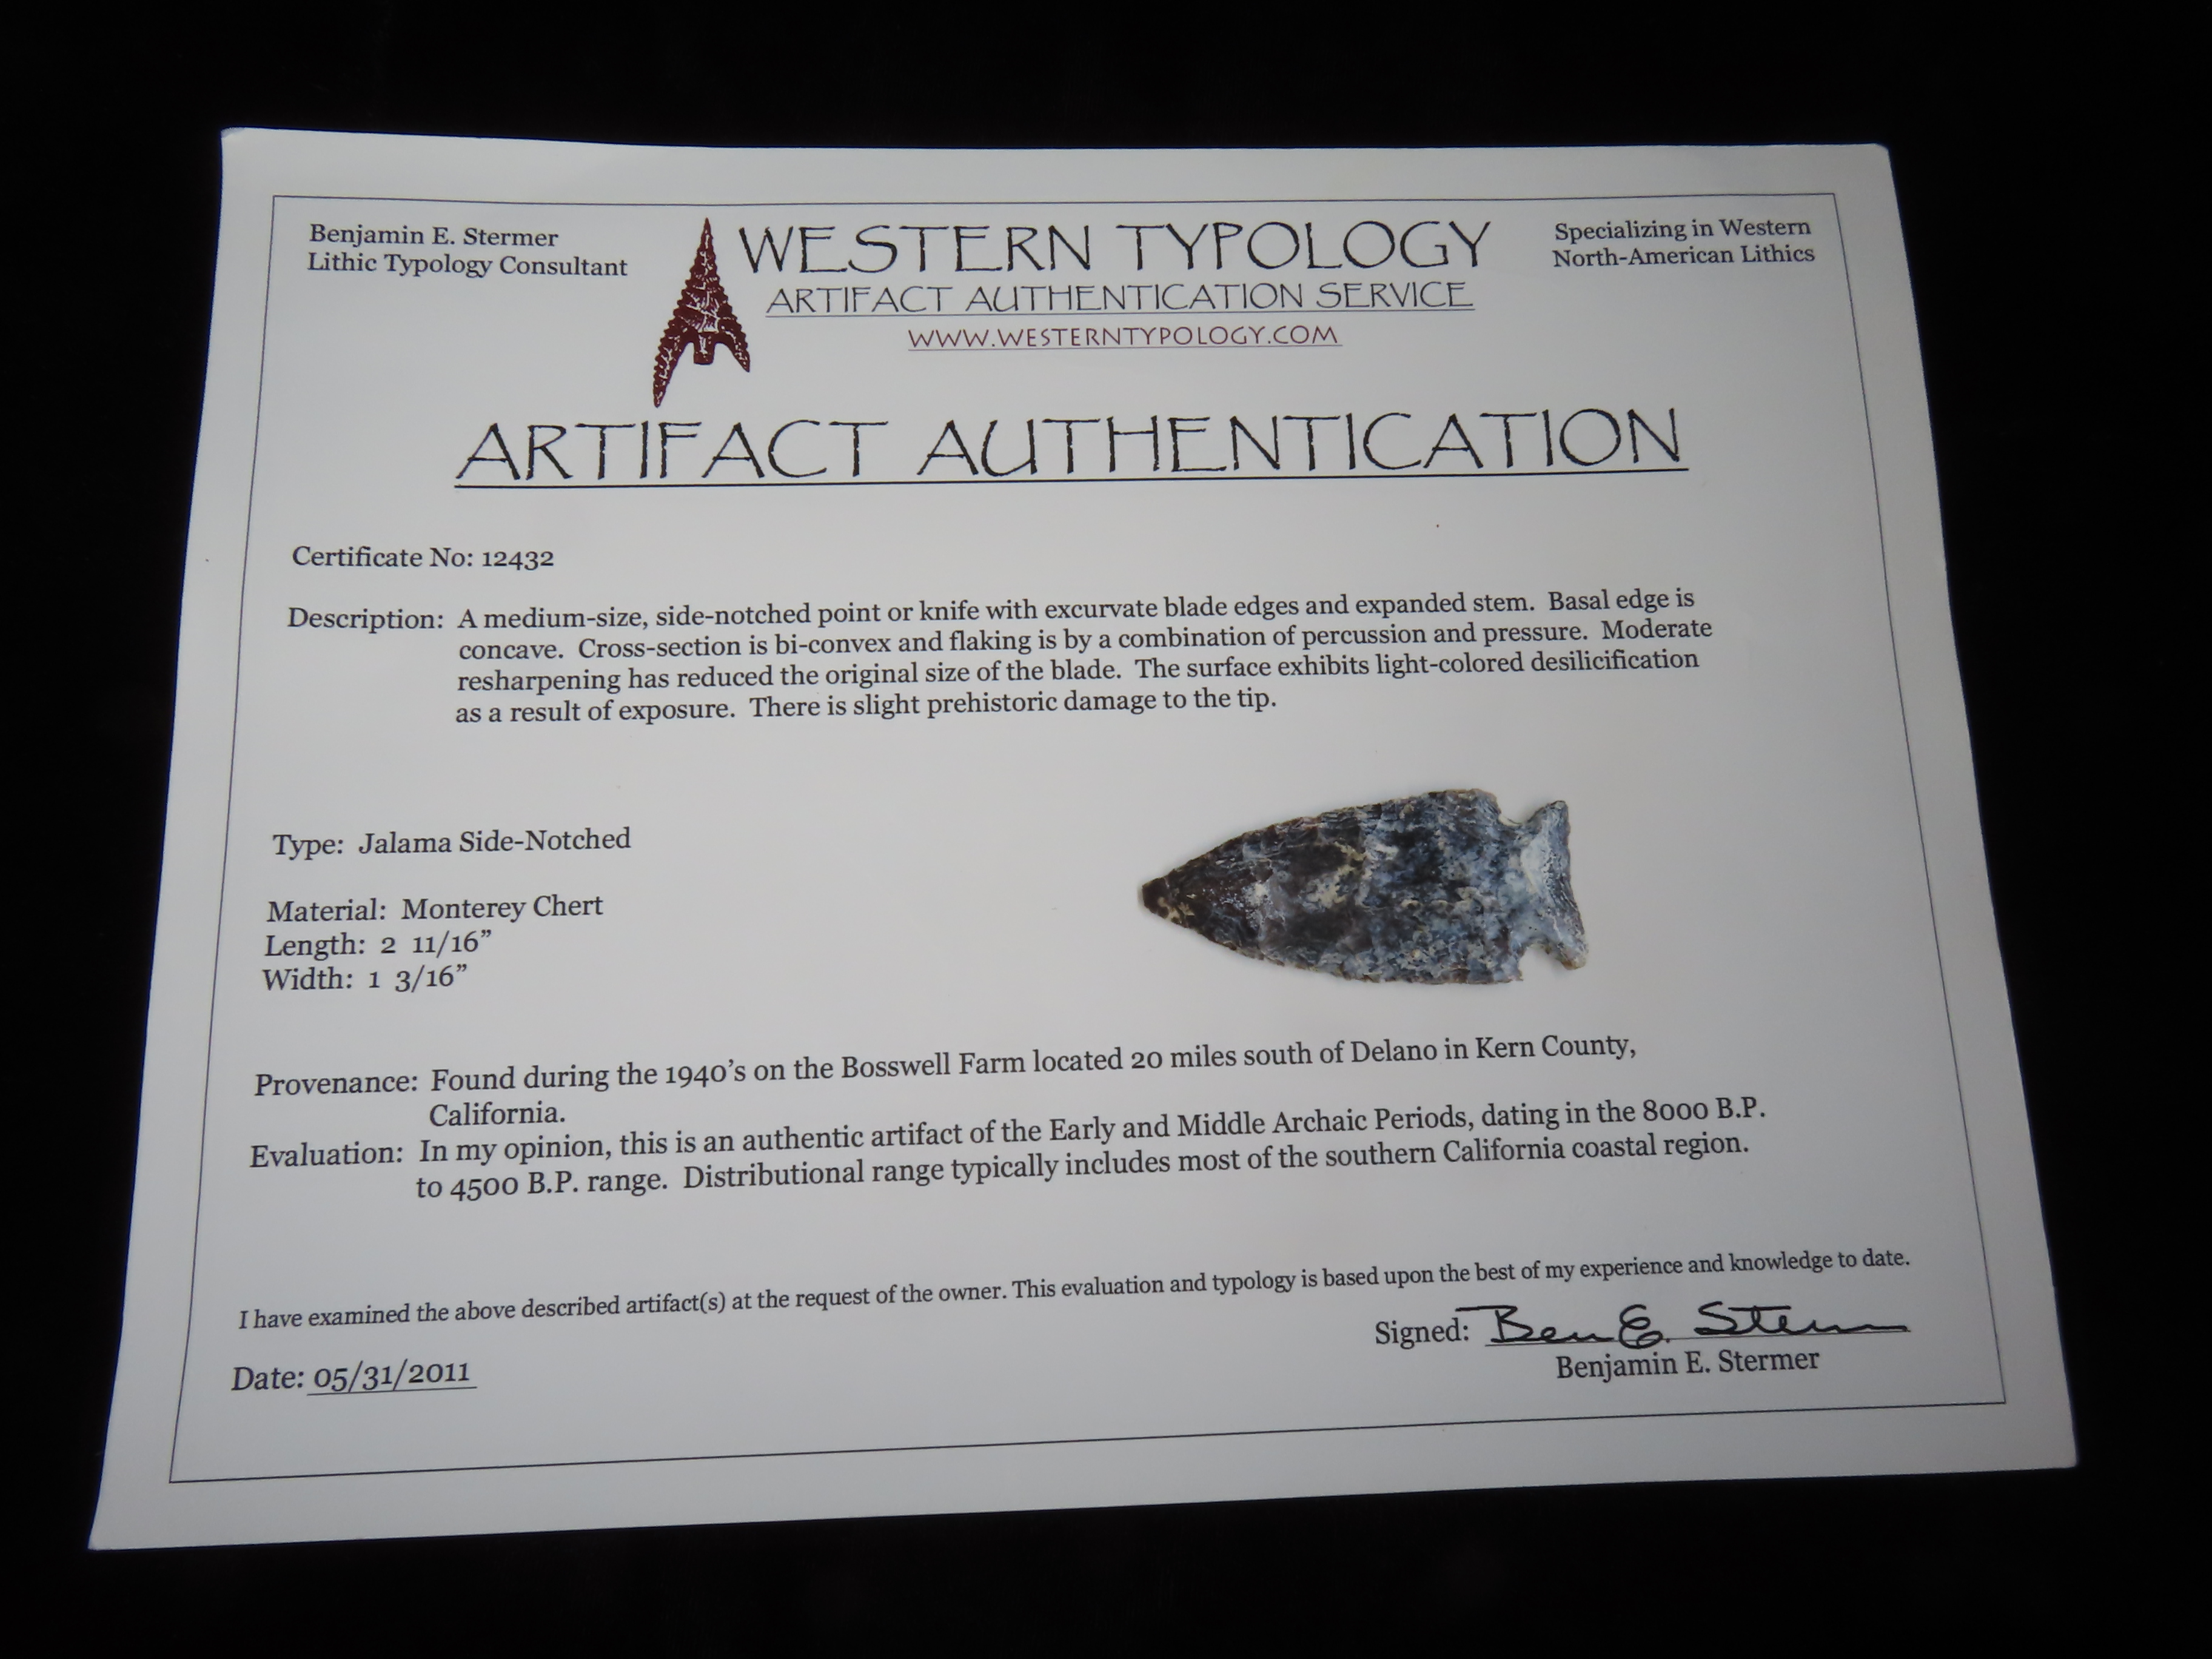 Benjamin E. Stermer
Lithic Typology Consultant
WESTERN TYPOLOGY
ARTIFACT AUTHENTICATION SERVICE
WWW.WESTERNTYPOLOGY.COM
Specializing in Western
North-American Lithics
ARTIFACT AUTHENTICATION
Certificate No: 12432
Description: A medium-size, side-notched point or knife with excurvate blade edges and expanded stem. Basal edge is
concave. Cross-section is bi-convex and flaking is by a combination of percussion and pressure. Moderate
resharpening has reduced the original size of the blade. The surface exhibits light-colored desilicification
as a result of exposure. There is slight prehistoric damage to the tip.
Type: Jalama Side-Notched
Material: Monterey Chert
Length: 2 11/16”
Width: 1 3/16”
Provenance: Found during the 1940’s on the Bosswell Farm located 20 miles south of Delano in Kern County,
California.
Evaluation: In my opinion, this is an authentic artifact of the Early and Middle Archaic Periods, dating in the 8000 B.P.
to 4500 B.P. range. Distributional range typically includes most of the southern California coastal region.
I have examined the above described artifact(s) at the request of the owner. This evaluation and typology is based upon the best of my experience and knowledge to date.
Signed: Ben E. Stermer
Benjamin E. Stermer
Date: 05/31/2011